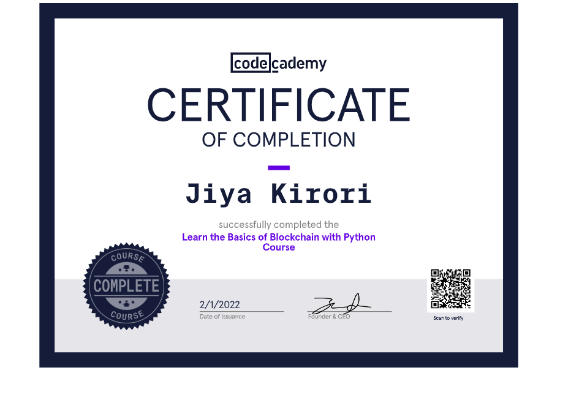 codecademy
CERTIFICATE
OF COMPLETION
Jiya Kirori
successfully completed the
Learn the Basics of Blockchain with Python
Course
COURSE
COMPLETE
COURSE
2/1/2022
Date of Issuance
Founder & CEO
Scan to verify